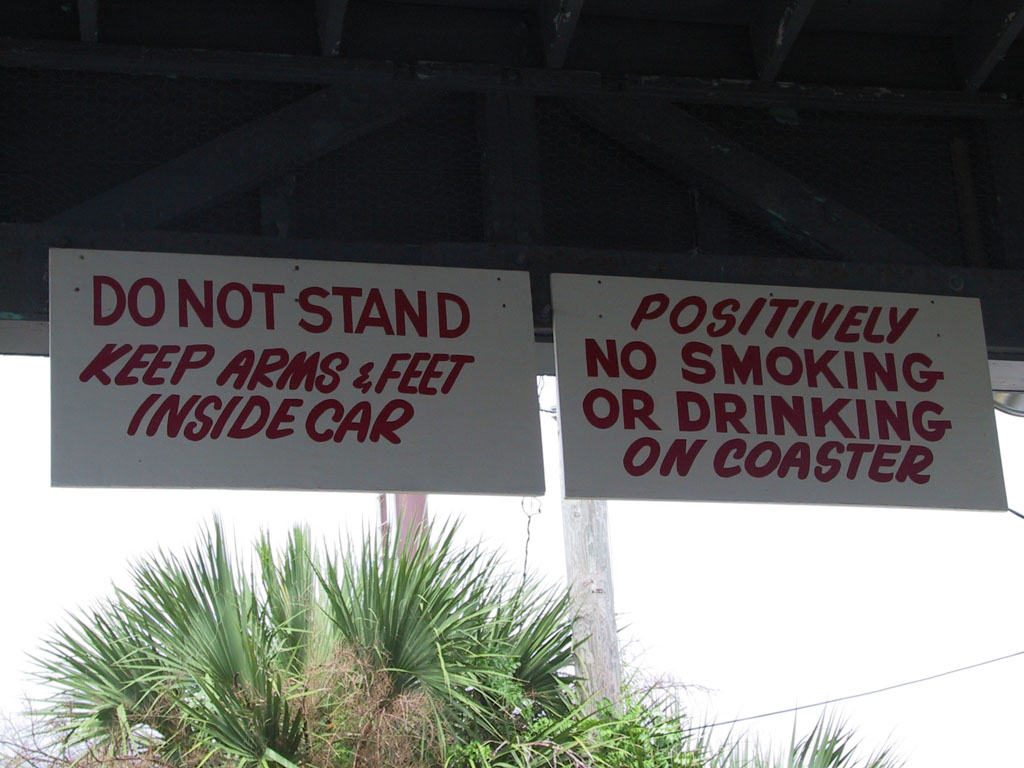 DO NOT STAND
KEEP ARMS & FEET
INSIDE CAR
POSITIVELY
NO SMOKING
OR DRINKING
ON COASTER